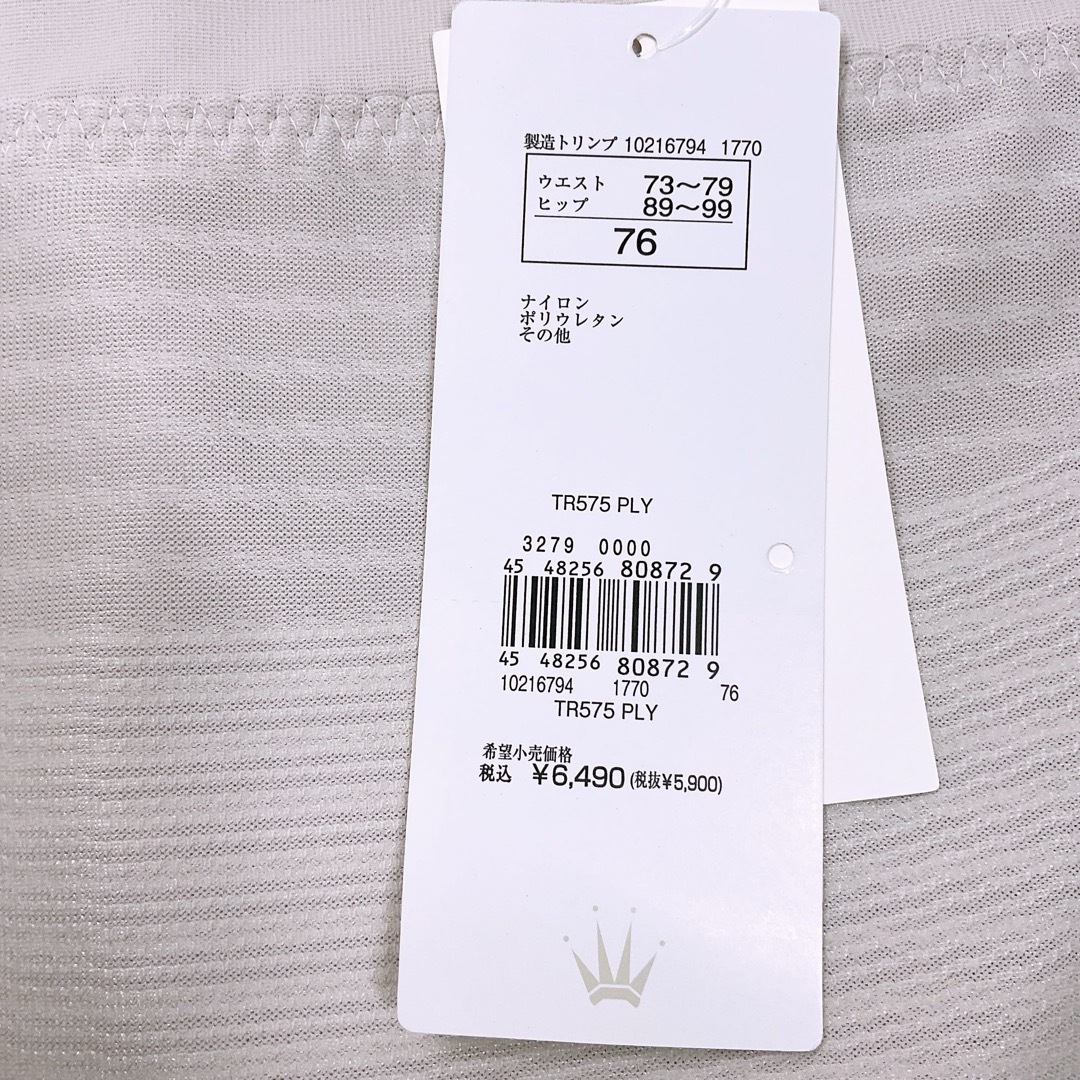 製造トリンプ 10216794 1770
ウエスト 73～79
ヒップ 89～99
76
ナイロン
ポリウレタン
その他
TR575 PLY
3279 0000
45 48256 80872 9
45 48256 80872 9
10216794 1770 76
TR575 PLY
希望小売価格
税込 ¥6,490 (税抜¥5,900)